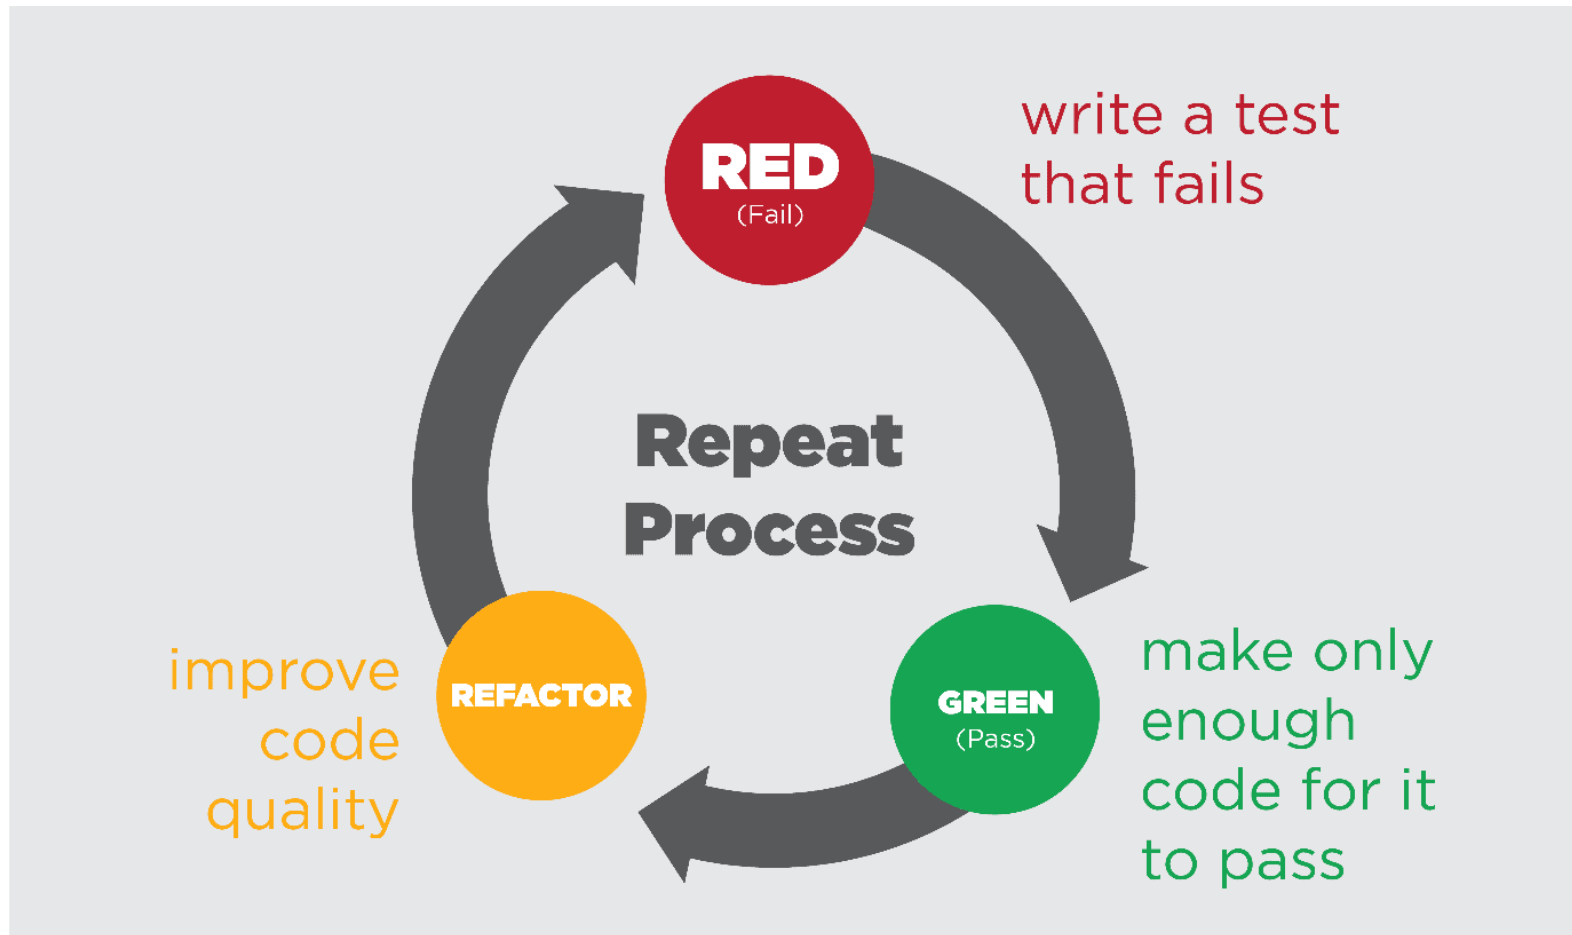 RED
(Fail)
write a test
that fails
Repeat
Process
GREEN
(Pass)
make only
enough
code for it
to pass
REFACTOR
improve
code
quality